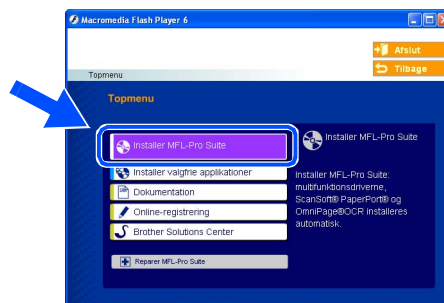 Macromedia Flash Player 6
Afslut
Tilbage
Topmenu
Topmenu
Installer MFL-Pro Suite
Installer valgfrie applikationer
Dokumentation
Online-registrering
Brother Solutions Center
Reparer MFL-Pro Suite
Installer MFL-Pro Suite
Installer MFL-Pro Suite:
multifunktionsdriverne,
ScanSoft® PaperPort® og
OmniPage®OCR installeres
automatisk.